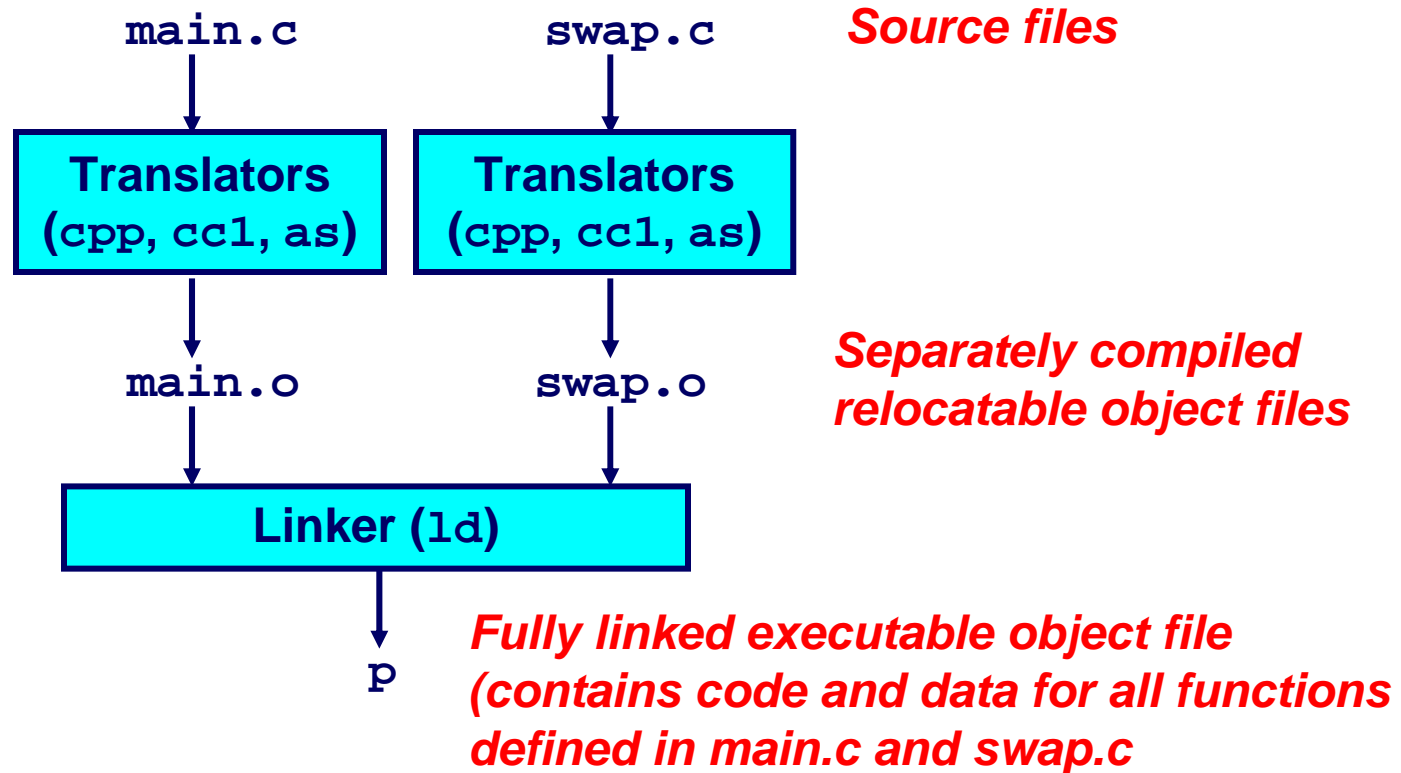 main.c swap.c Source files
Translators Translators
(cpp, cc1, as) (cpp, cc1, as)
main.o swap.o
Separately compiled
relocatable object files
Linker (ld)
p
Fully linked executable object file
(contains code and data for all functions
defined in main.c and swap.c